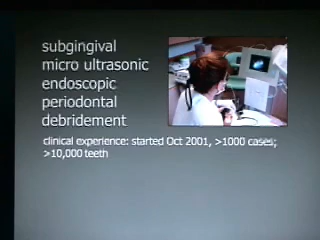 subgingival
micro ultrasonic
endoscopic
periodontal
debridement
clinical experience: started Oct 2001, >1000 cases;
>10,000 teeth